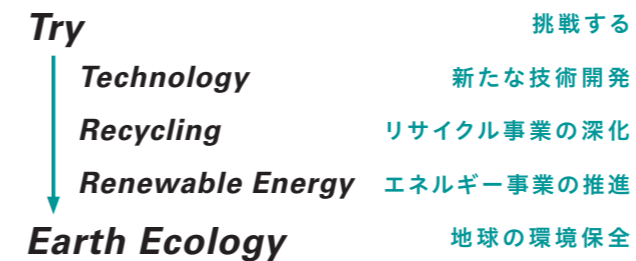 Try 挑戦する
Technology 新たな技術開発
Recycling リサイクル事業の深化
Renewable Energy エネルギー事業の推進
Earth Ecology 地球の環境保全